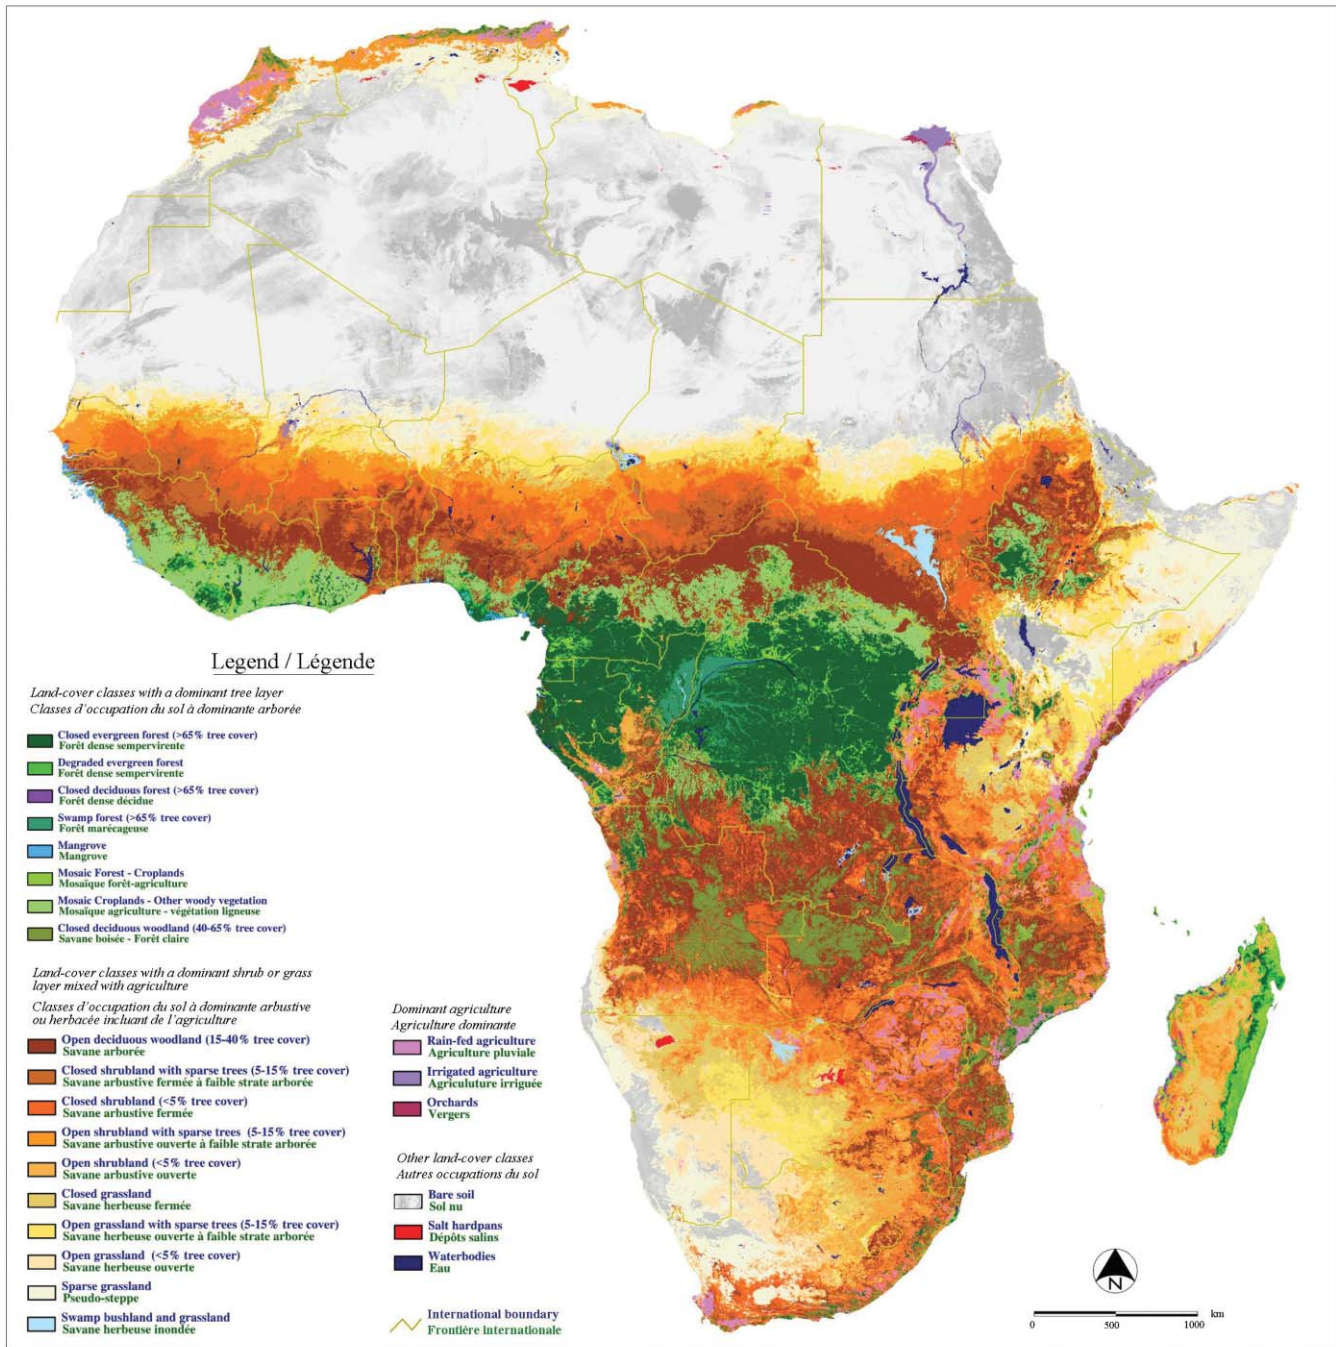 Legend / Légende
Land-cover classes with a dominant tree layer
Classes d'occupation du sol à dominante arborée
Closed evergreen forest (>65% tree cover)
Forêt dense sempervirente
Degraded evergreen forest
Forêt dense sempervirente
Closed deciduous forest (>65% tree cover)
Forêt dense décidue
Swamp forest (>65% tree cover)
Forêt marécageuse
Mangrove
Mangrove
Mosaic Forest - Croplands
Mosaïque forêt-agriculture
Mosaic Croplands - Other woody vegetation
Mosaïque agriculture - végétation ligneuse
Closed deciduous woodland (40-65% tree cover)
Savane boisée - Forêt claire
Land-cover classes with a dominant shrub or grass
layer mixed with agriculture
Classes d'occupation du sol à dominante arbustive
ou herbacée incluant de l'agriculture
Open deciduous woodland (15-40% tree cover)
Savane arborée
Closed shrubland with sparse trees (5-15% tree cover)
Savane arbustive fermée à faible strate arborée
Closed shrubland (<5% tree cover)
Savane arbustive fermée
Open shrubland with sparse trees (5-15% tree cover)
Savane arbustive ouverte à faible strate arborée
Open shrubland (<5% tree cover)
Savane arbustive ouverte
Closed grassland
Savane herbeuse fermée
Open grassland with sparse trees (5-15% tree cover)
Savane herbeuse ouverte à faible strate arborée
Open grassland (<5% tree cover)
Savane herbeuse ouverte
Sparse grassland
Pseudo-steppe
Swamp bushland and grassland
Savane herbeuse inondée
Dominant agriculture
Agriculture dominante
Rain-fed agriculture
Agriculture pluviale
Irrigated agriculture
Agriculuture irriguée
Orchards
Vergers
Other land-cover classes
Autres occupations du sol
Bare soil
Sol nu
Salt hardpans
Dépôts salins
Waterbodies
Eau
International boundary
Frontière internationale
N
km
0 500 1000